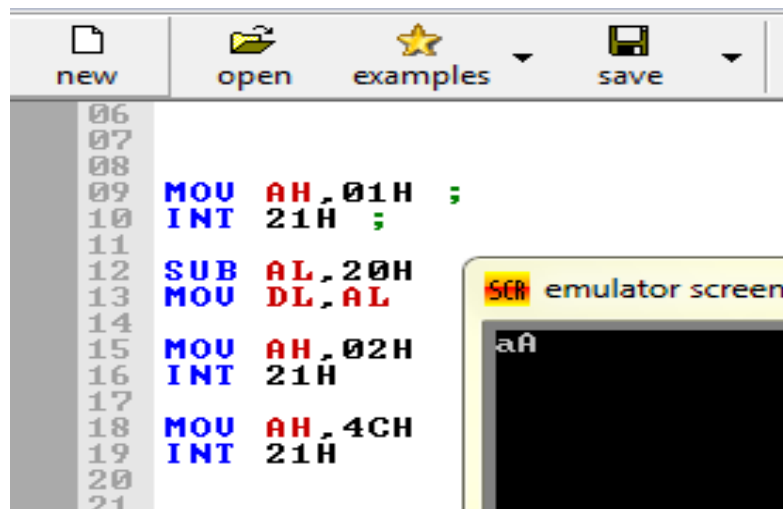 new open examples save
06
07
08
09 MOV AH,01H ;
10 INT 21H ;
11
12 SUB AL,20H
13 MOV DL,AL
14
15 MOV AH,02H
16 INT 21H
17
18 MOV AH,4CH
19 INT 21H
20
21
SCR emulator screen
aA